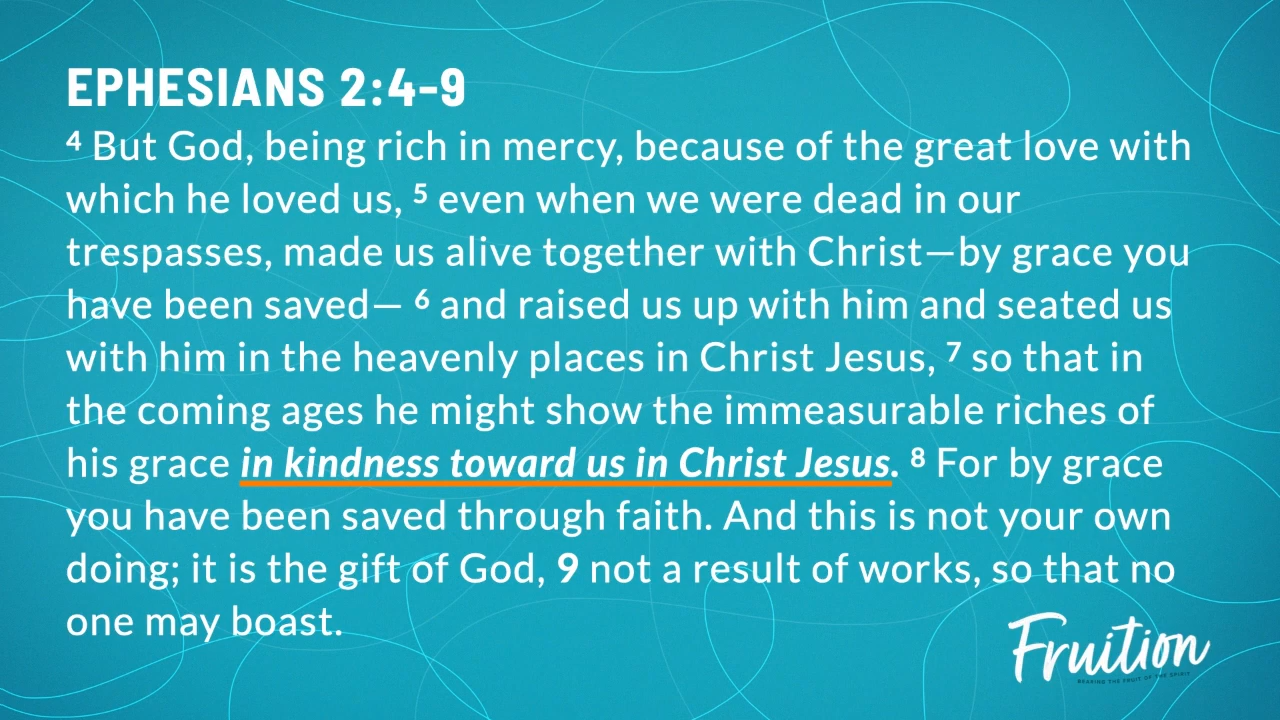 EPHESIANS 2:4-9
⁴ But God, being rich in mercy, because of the great love with
which he loved us, ⁵ even when we were dead in our
trespasses, made us alive together with Christ—by grace you
have been saved— ⁶ and raised us up with him and seated us
with him in the heavenly places in Christ Jesus, ⁷ so that in
the coming ages he might show the immeasurable riches of
his grace in kindness toward us in Christ Jesus. ⁸ For by grace
you have been saved through faith. And this is not your own
doing; it is the gift of God, 9 not a result of works, so that no
one may boast.
Fruition
BEARING THE FRUIT OF THE SPIRIT